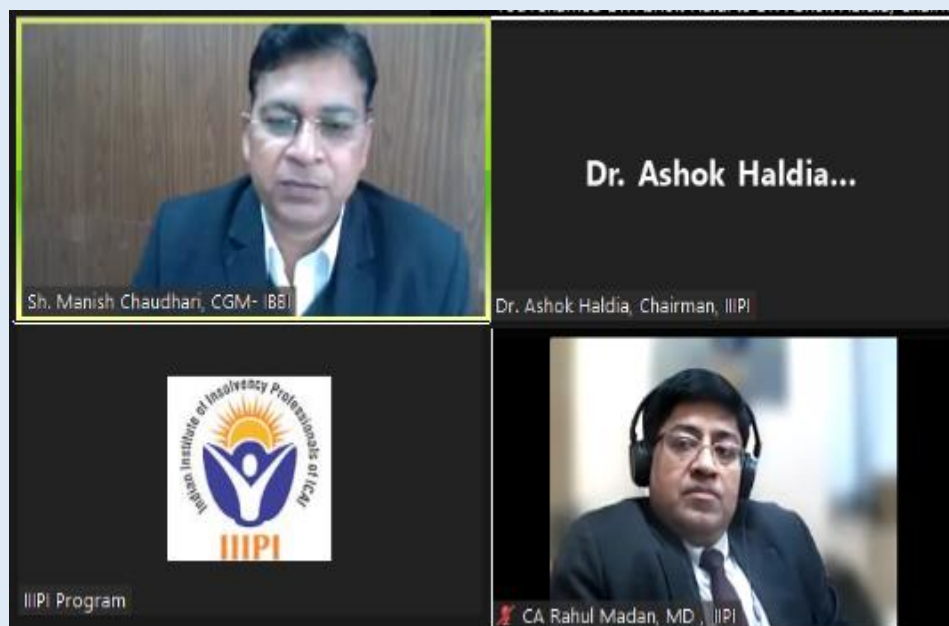 Sh. Manish Chaudhari, CGM- IBBI
Dr. Ashok Haldia...
Dr. Ashok Haldia, Chairman, IIIPI
Indian Institute of Insolvency Professionals of ICAI
IIIPI
IIIPI Program
CA Rahul Madan, MD , IIIPI